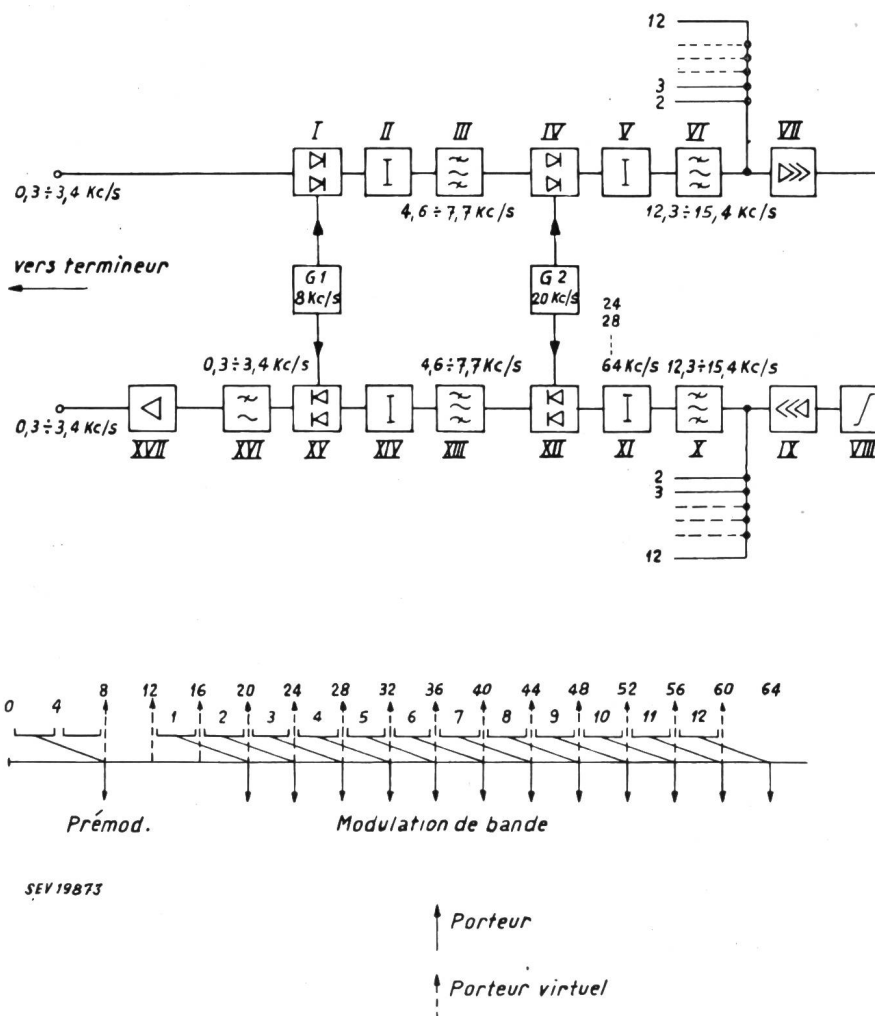 12
3
2
I II III IV V VI VII
0,3÷3,4 Kc/s
4,6÷7,7 Kc/s
12,3÷15,4 Kc/s
vers termineur
G1
8 Kc/s
G2
20 Kc/s
24
28
64 Kc/s
0,3÷3,4 Kc/s
4,6÷7,7 Kc/s
12,3÷15,4 Kc/s
0,3÷3,4 Kc/s
XVII XVI XV XIV XIII XII XI X IX VIII
2
3
12
0 4 8 12 16 20 24 28 32 36 40 44 48 52 56 60 64
1 2 3 4 5 6 7 8 9 10 11 12
Prémod.
Modulation de bande
SEV 19873
Porteur
Porteur virtuel